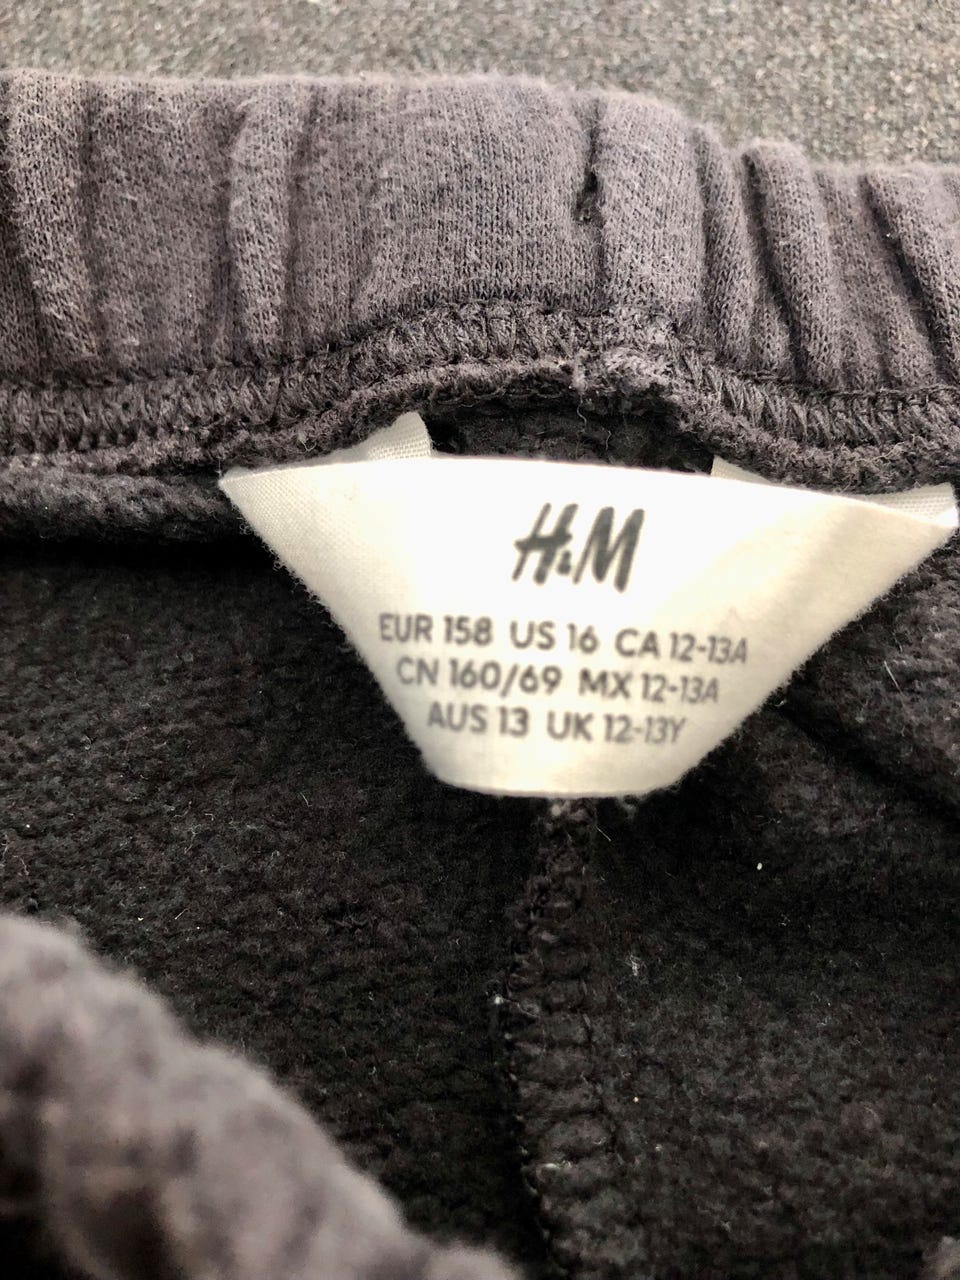 H&M
EUR 158 US 16 CA 12-13A
CN 160/69 MX 12-13A
AUS 13 UK 12-13Y